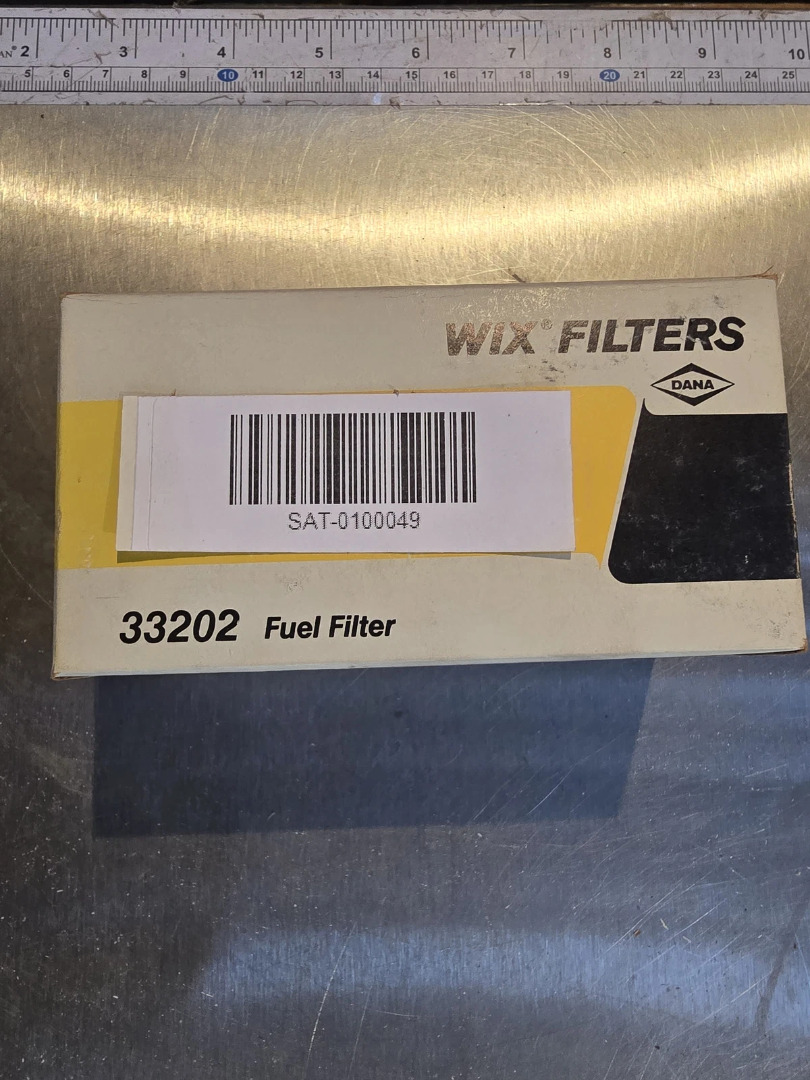 2 3 4 5 6 7 8 9 10
5 6 7 8 9 10 11 12 13 14 15 16 17 18 19 20 21 22 23 24 25
WIX® FILTERS
DANA
SAT-0100049
33202 Fuel Filter